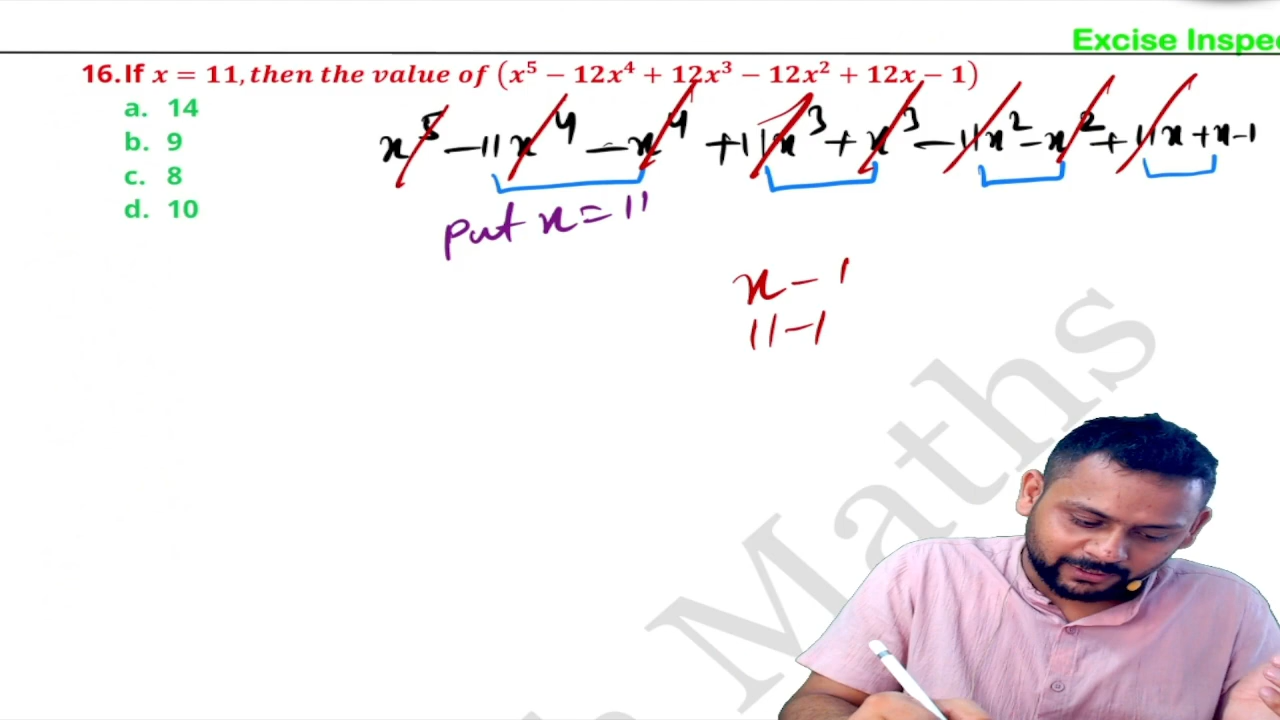 Excise Inspe
16. If x = 11, then the value of (x⁵ − 12x⁴ + 12x³ − 12x² + 12x − 1)
a. 14
b. 9
c. 8
d. 10
x⁵ − 11x⁴ − x⁴ + 11x³ + x³ − 11x² − x² + 11x + x − 1
put x = 11
x − 1
11 − 1
Maths